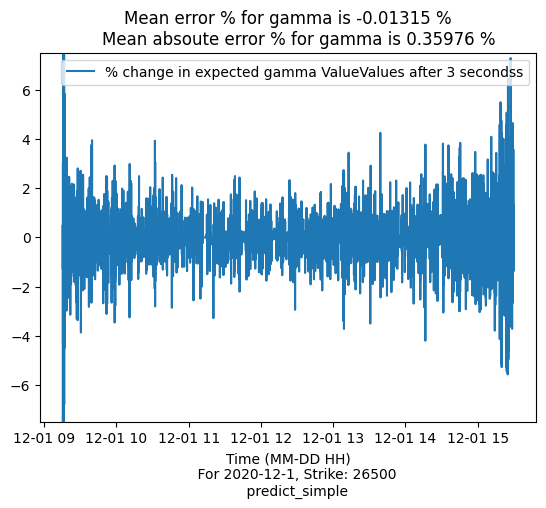 Mean error % for gamma is -0.01315 %
Mean absoute error % for gamma is 0.35976 %
% change in expected gamma ValueValues after 3 secondss
6
4
2
0
−2
−4
−6
12-01 09 12-01 10 12-01 11 12-01 12 12-01 13 12-01 14 12-01 15
Time (MM-DD HH)
For 2020-12-1, Strike: 26500
predict_simple